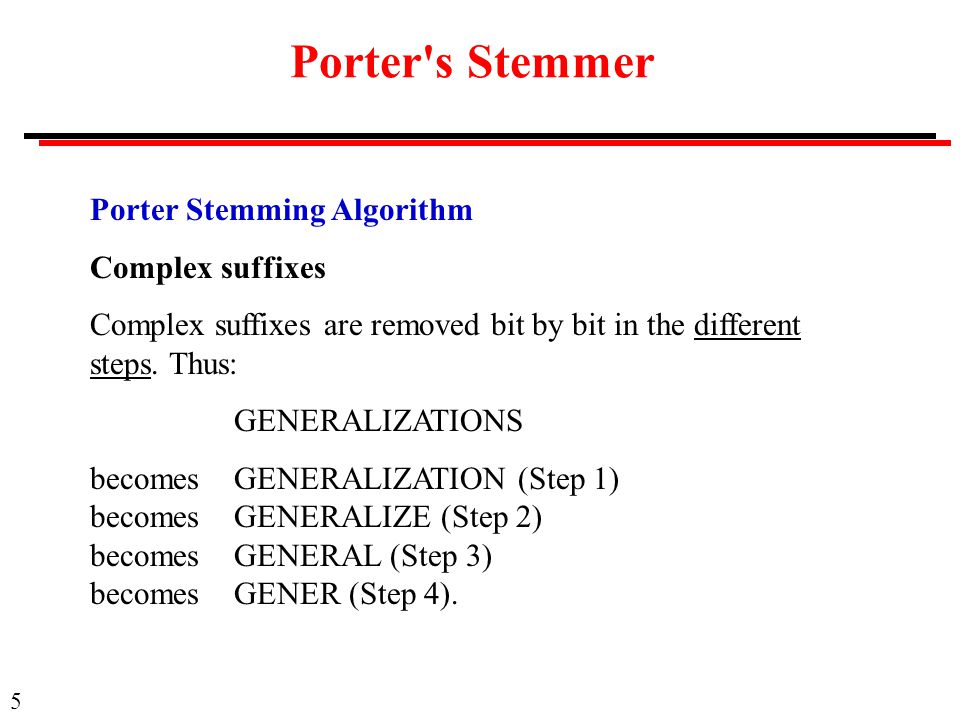 Porter's Stemmer
Porter Stemming Algorithm
Complex suffixes
Complex suffixes are removed bit by bit in the different
steps. Thus:
GENERALIZATIONS
becomes GENERALIZATION (Step 1)
becomes GENERALIZE (Step 2)
becomes GENERAL (Step 3)
becomes GENER (Step 4).
5